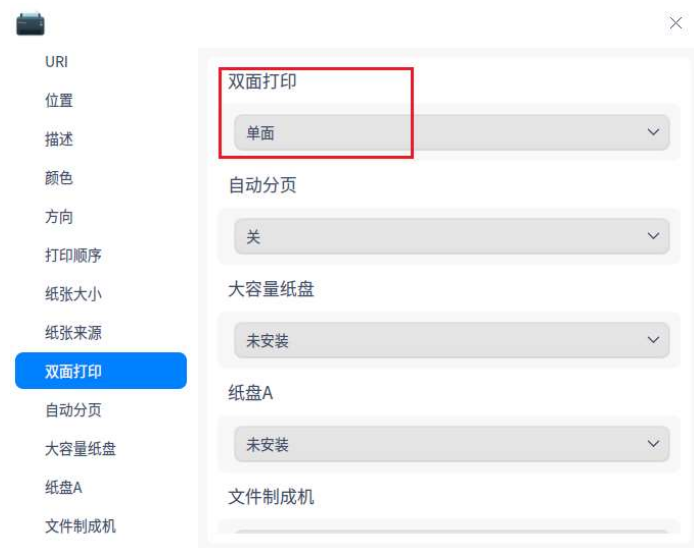 URI
位置
描述
颜色
方向
打印顺序
纸张大小
纸张来源
双面打印
自动分页
大容量纸盘
纸盘A
文件制成机
双面打印
单面
自动分页
关
大容量纸盘
未安装
纸盘A
未安装
文件制成机